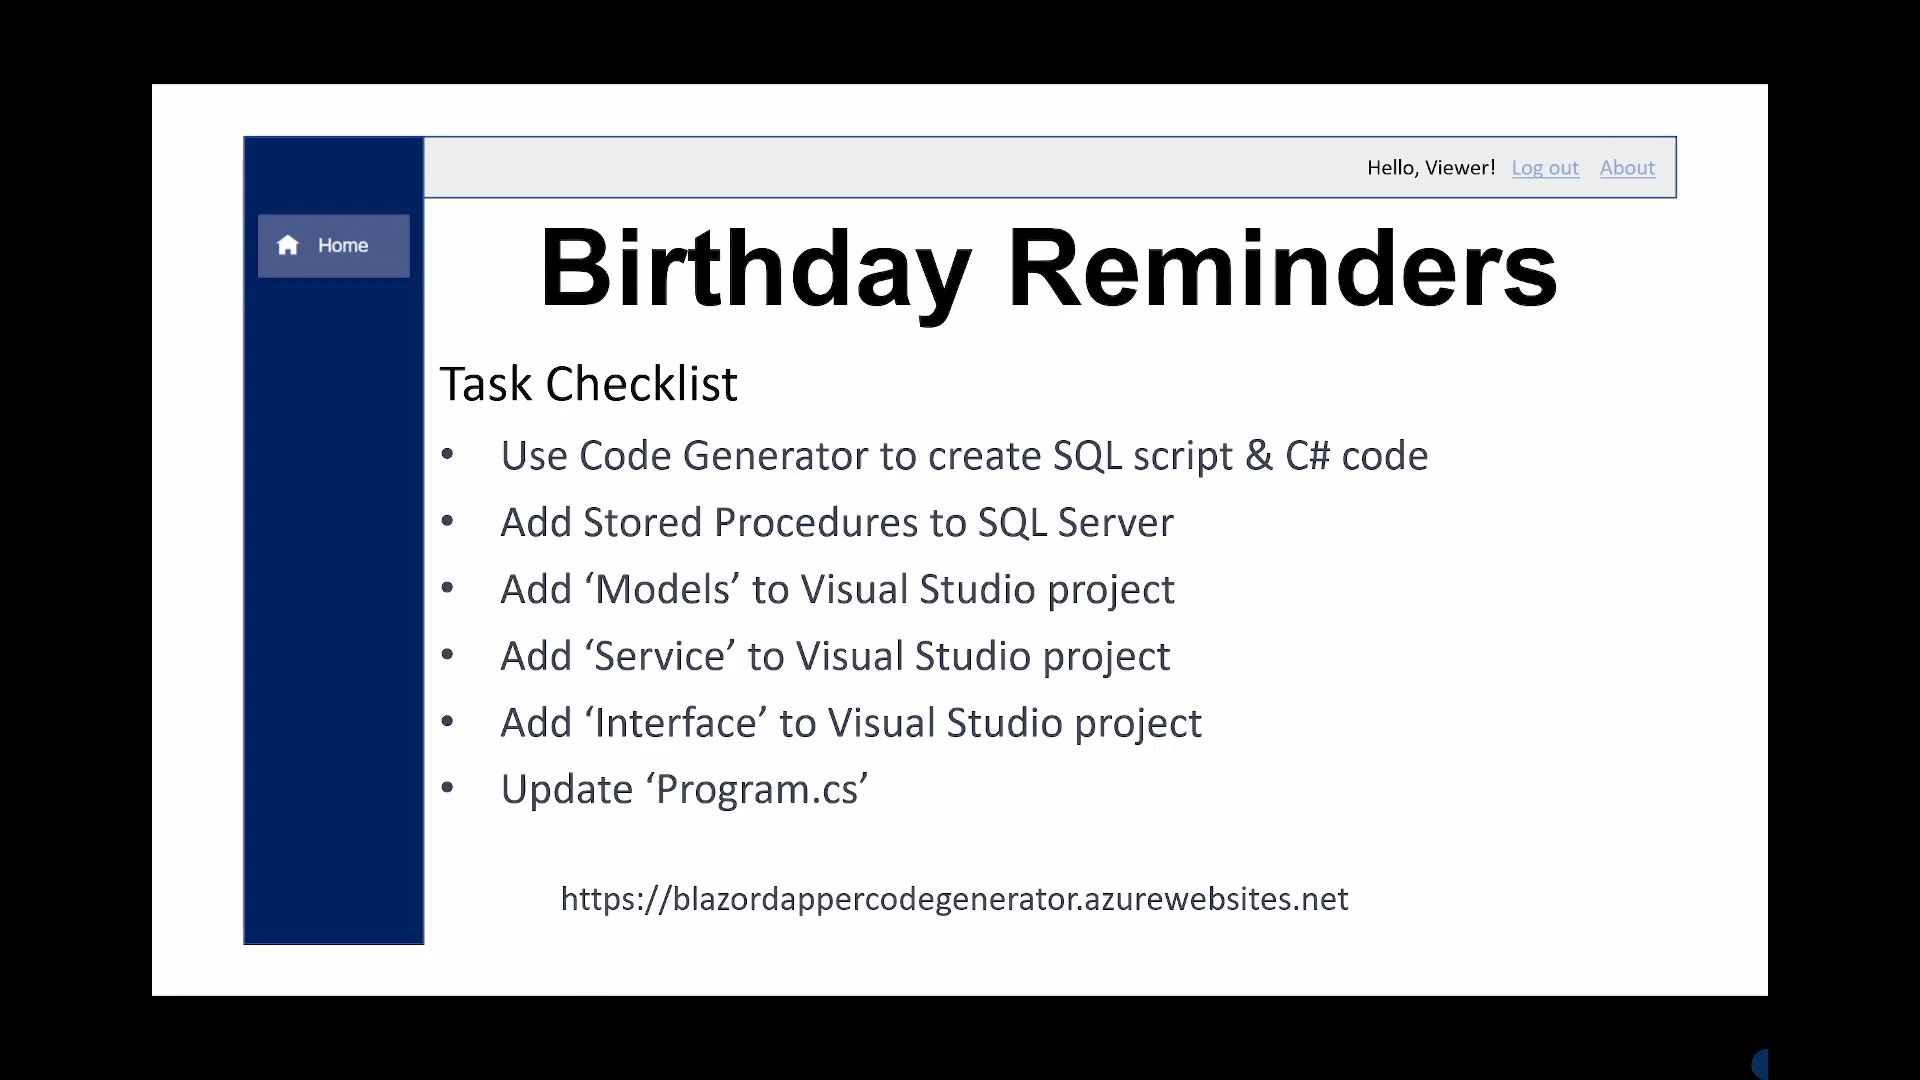 Hello, Viewer! Log out About
Home
Birthday Reminders
Task Checklist
• Use Code Generator to create SQL script & C# code
• Add Stored Procedures to SQL Server
• Add ‘Models’ to Visual Studio project
• Add ‘Service’ to Visual Studio project
• Add ‘Interface’ to Visual Studio project
• Update ‘Program.cs’
https://blazordappercodegenerator.azurewebsites.net